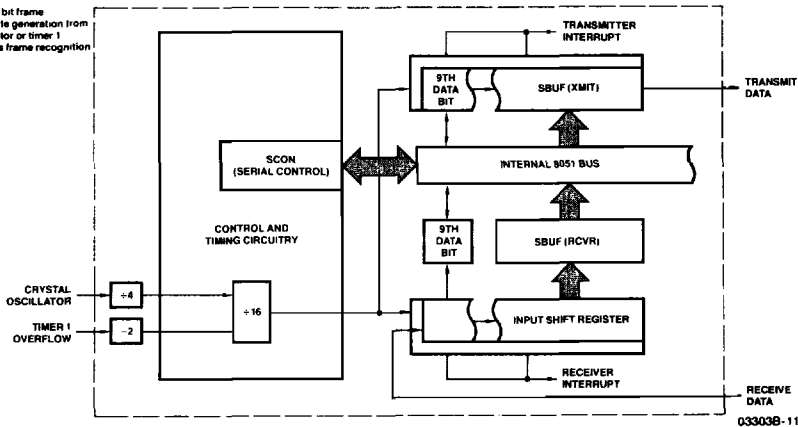 bit frame
te generation from
tor or timer 1
s frame recognition
TRANSMITTER
INTERRUPT
9TH
DATA
BIT
SBUF (XMIT)
TRANSMIT
DATA
SCON
(SERIAL CONTROL)
INTERNAL 8051 BUS
CONTROL AND
TIMING CIRCUITRY
9TH
DATA
BIT
SBUF (RCVR)
CRYSTAL
OSCILLATOR
÷4
÷16
TIMER 1
OVERFLOW
÷2
INPUT SHIFT REGISTER
RECEIVER
INTERRUPT
RECEIVE
DATA
03303B-11